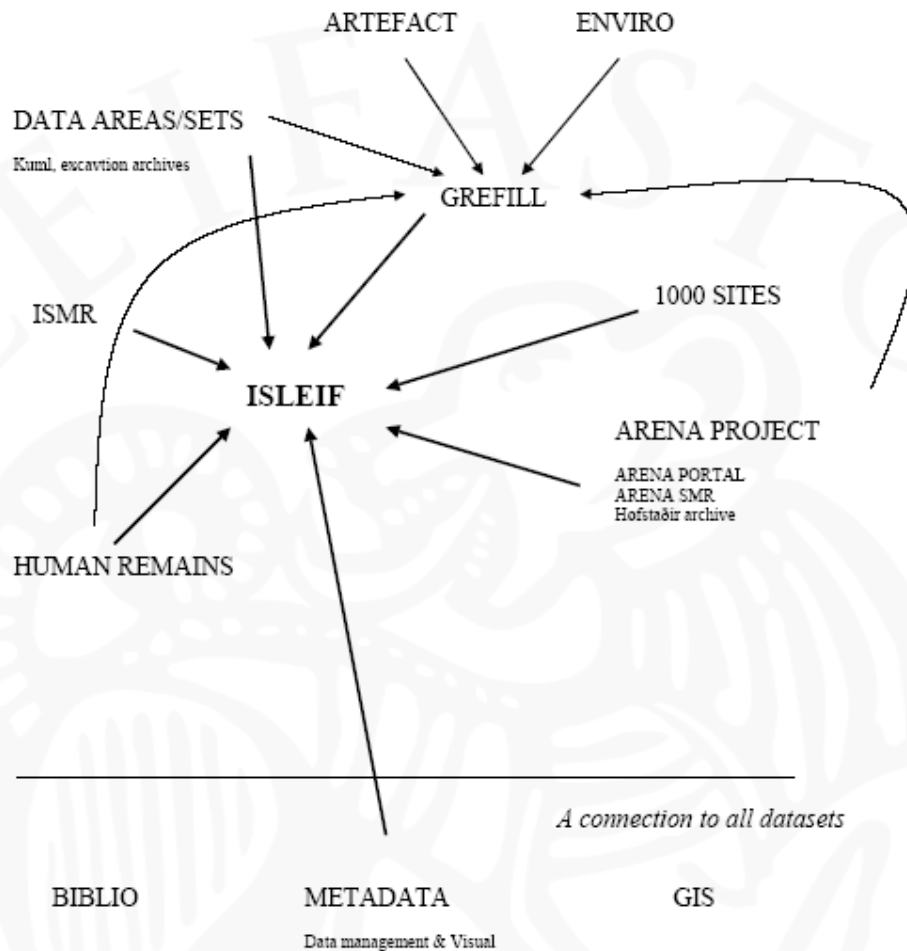 ARTEFACT
ENVIRO
DATA AREAS/SETS
Kuml, excavtion archives
GREFILL
ISMR
1000 SITES
ISLEIF
ARENA PROJECT
ARENA PORTAL
ARENA SMR
Hofstaðir archive
HUMAN REMAINS
A connection to all datasets
BIBLIO
METADATA
GIS
Data management & Visual